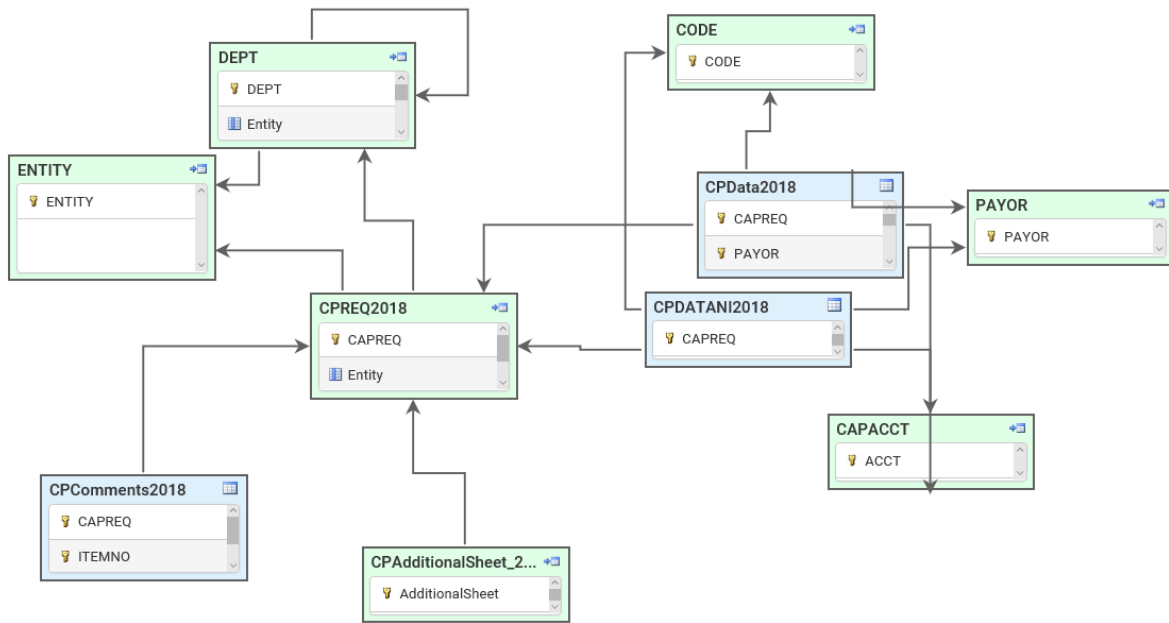 CODE
CODE
DEPT
DEPT
Entity
ENTITY
ENTITY
CPData2018
CAPREQ
PAYOR
PAYOR
PAYOR
CPREQ2018
CAPREQ
Entity
CPDATANI2018
CAPREQ
CAPACCT
ACCT
CPComments2018
CAPREQ
ITEMNO
CPAdditionalSheet_2...
AdditionalSheet